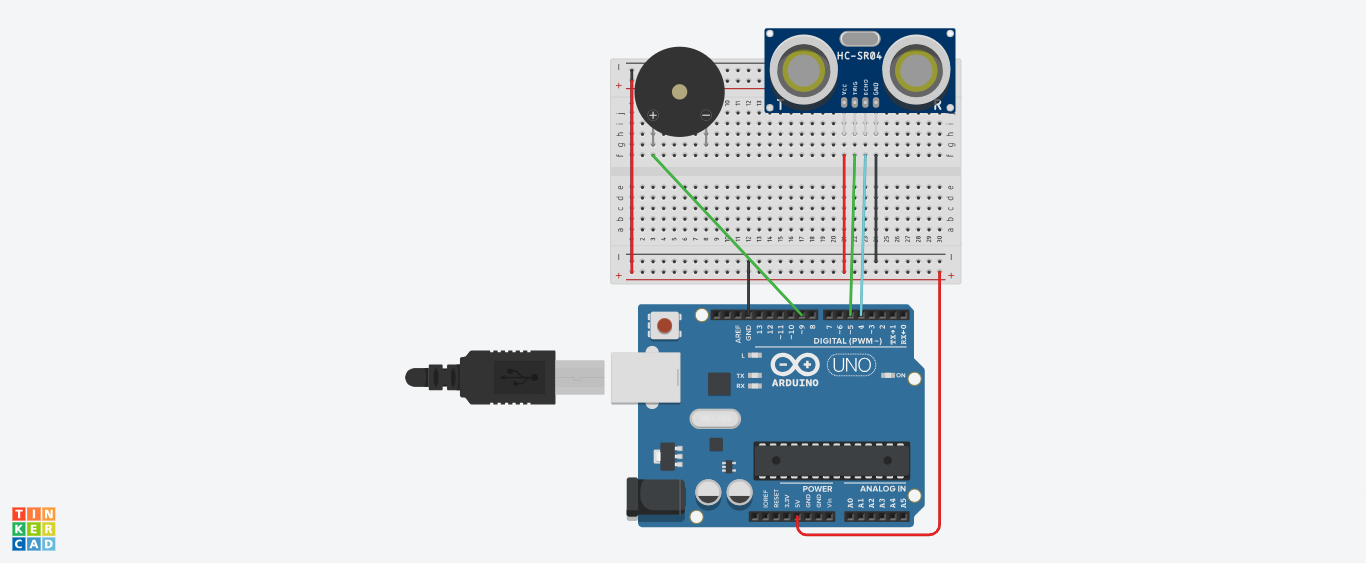 HC-SR04
VCC TRIG ECHO GND
T R
− +
+ −
+ +
10 11 12 13
j j
i i
h h
g g
f f
e e
d d
c c
b b
a a
2 3 4 5 6 7 8 9 10 11 12 13 14 15 16 17 18 19 20 21 22 23 24 25 26 27 28 29 30
− −
+ +
AREF GND 13 12 ~11 ~10 ~9 8 7 ~6 ~5 4 ~3 2 TX→1 RX←0
DIGITAL (PWM ~)
L
TX
RX
UNO
ARDUINO
ON
POWER ANALOG IN
IOREF RESET 3.3V 5V GND GND Vin A0 A1 A2 A3 A4 A5
TIN
KER
CAD